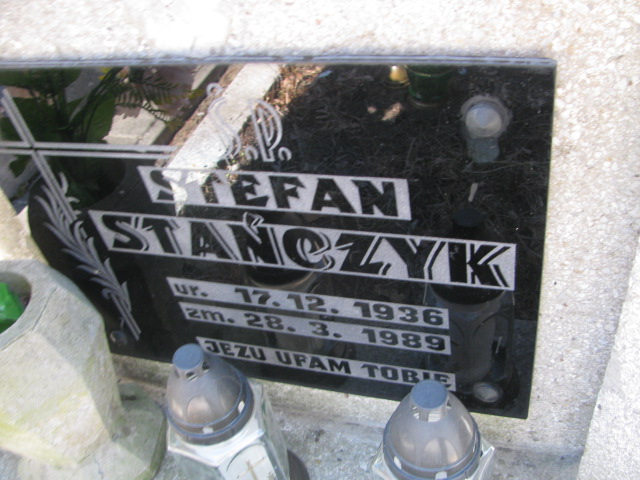 Ś.P.
STEFAN
STAŃCZYK
ur. 17.12.1936
zm. 28.3.1989
JEZU UFAM TOBIE